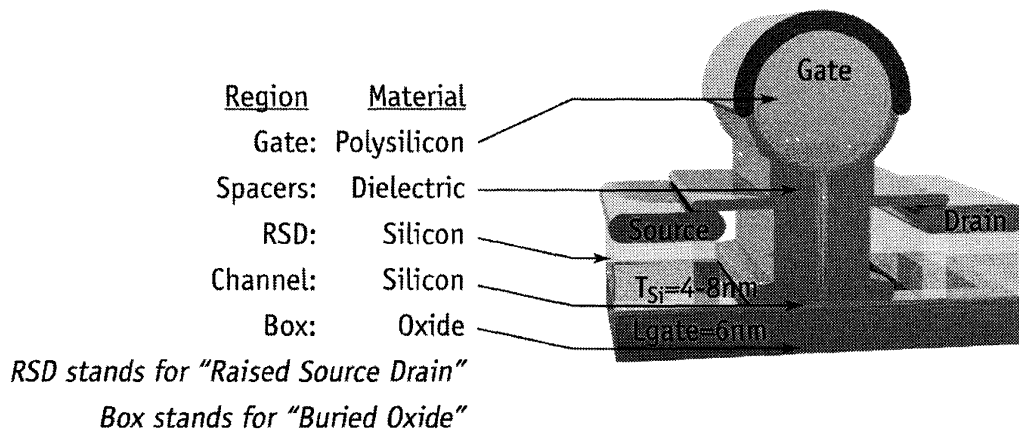 Region Material
Gate: Polysilicon
Spacers: Dielectric
RSD: Silicon
Channel: Silicon
Box: Oxide
RSD stands for “Raised Source Drain”
Box stands for “Buried Oxide”
Gate
Source
Drain
TSi=4-8nm
Lgate=6nm